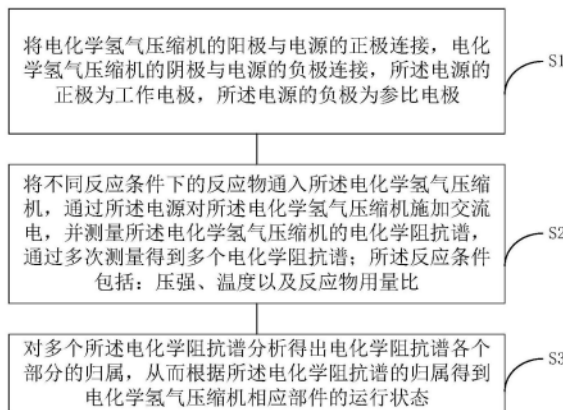 将电化学氢气压缩机的阳极与电源的正极连接，电化
学氢气压缩机的阴极与电源的负极连接，所述电源的
正极为工作电极，所述电源的负极为参比电极
S1
将不同反应条件下的反应物通入所述电化学氢气压缩
机，通过所述电源对所述电化学氢气压缩机施加交流
电，并测量所述电化学氢气压缩机的电化学阻抗谱，
通过多次测量得到多个电化学阻抗谱；所述反应条件
包括：压强、温度以及反应物用量比
S2
对多个所述电化学阻抗谱分析得出电化学阻抗谱各个
部分的归属，从而根据所述电化学阻抗谱的归属得到
电化学氢气压缩机相应部件的运行状态
S3